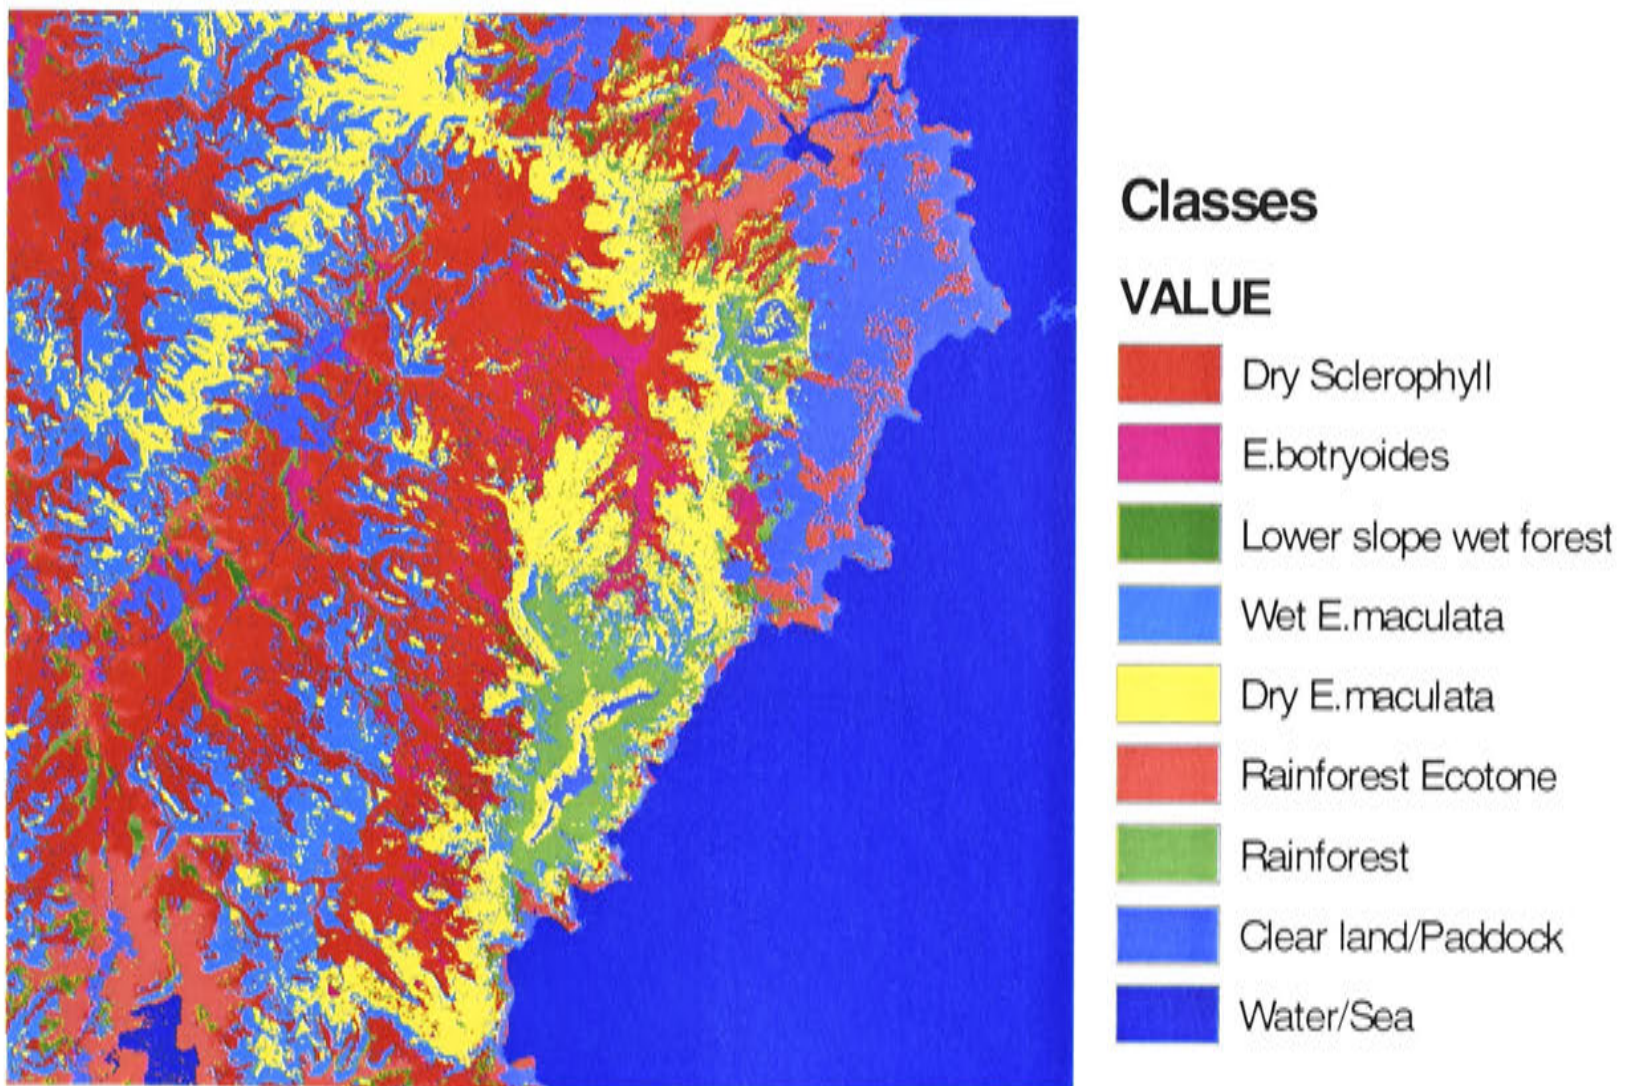 Classes
VALUE
Dry Sclerophyll
E.botryoides
Lower slope wet forest
Wet E.maculata
Dry E.maculata
Rainforest Ecotone
Rainforest
Clear land/Paddock
Water/Sea